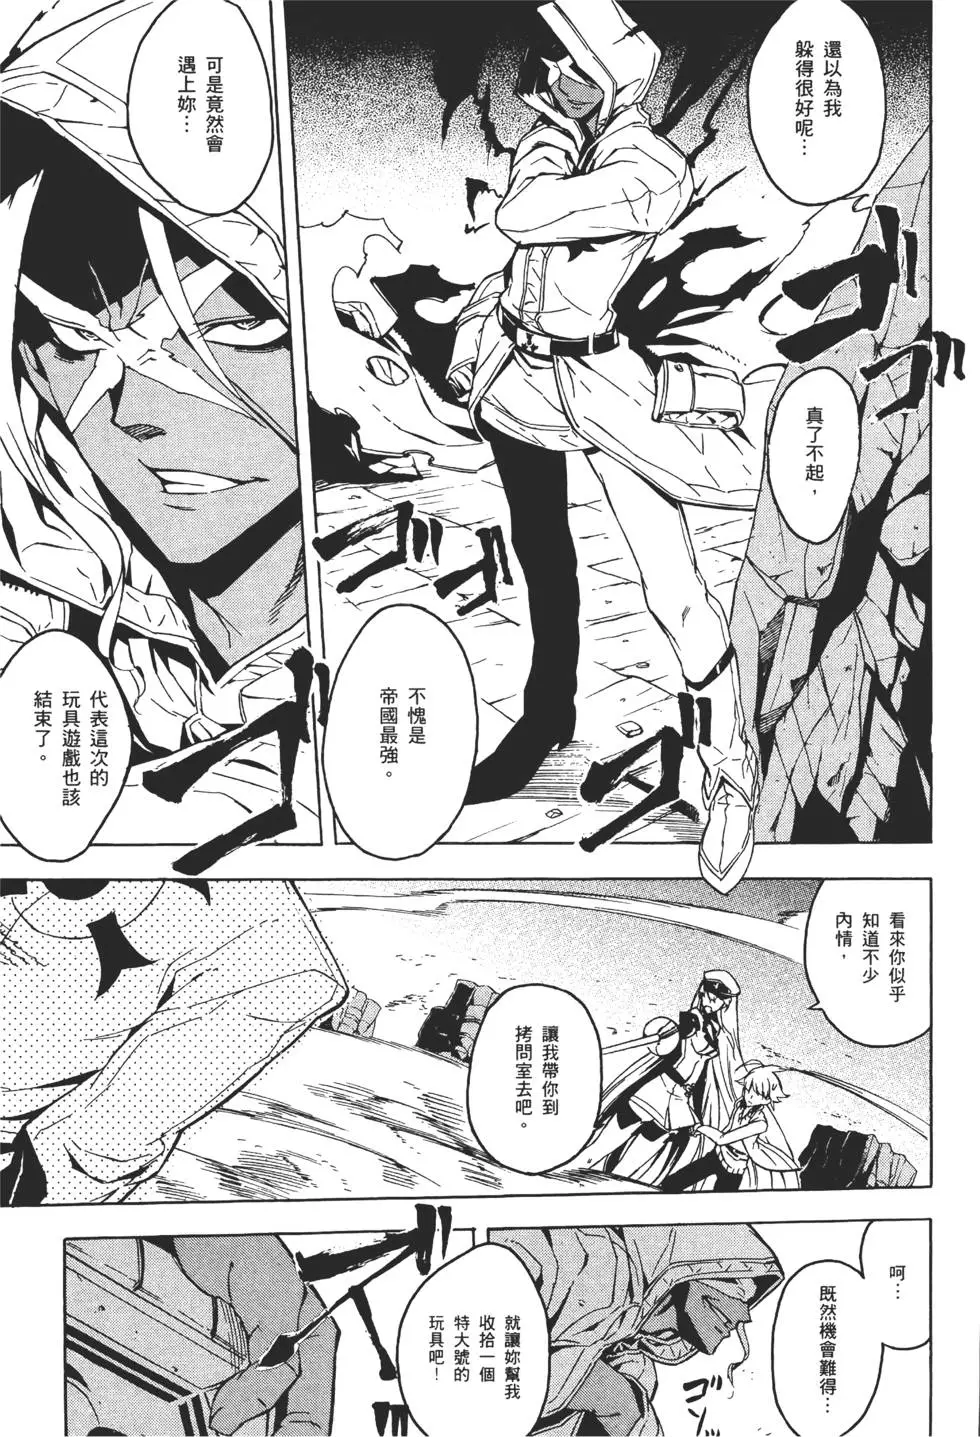 還以為我
躲得很好呢…
真了不起，
不愧是
帝國最強。
ゴゴゴゴ
ゴゴゴ
可是竟然會
遇上妳…
代表這次的
玩具遊戲也該
結束了。
看來你似乎
知道不少
內情，
讓我帶你到
拷問室去吧。
呵…
既然機會難得…
就讓妳幫我
收拾一個
特大號的
玩具吧！
ゴソ